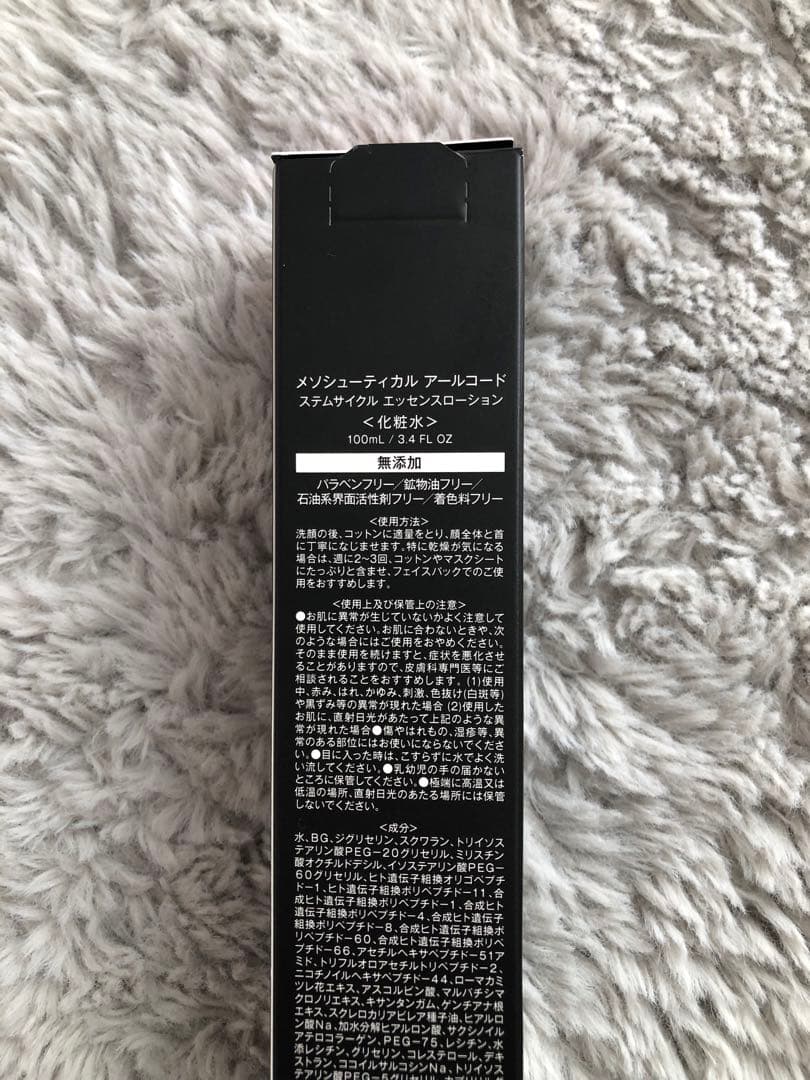 メソシューティカル アールコード
ステムサイクル エッセンスローション
＜化粧水＞
100mL / 3.4 FL OZ
無添加
パラベンフリー／鉱物油フリー／
石油系界面活性剤フリー／着色料フリー
＜使用方法＞
洗顔の後、コットンに適量をとり、顔全体と首
に丁寧になじませます。特に乾燥が気になる
場合は、週に2〜3回、コットンやマスクシート
にたっぷりと含ませ、フェイスパックでのご使
用をおすすめします。
＜使用上及び保管上の注意＞
●お肌に異常が生じていないかよく注意して
使用してください。お肌に合わないときや、次
のような場合にはご使用をおやめください。
そのまま使用を続けますと、症状を悪化させ
ることがありますので、皮膚科専門医等にご
相談されることをおすすめします。(1)使用
中、赤み、はれ、かゆみ、刺激、色抜け(白斑等)
や黒ずみ等の異常が現れた場合 (2)使用した
お肌に、直射日光があたって上記のような異
常が現れた場合●傷やはれもの、湿疹等、異
常のある部位にはお使いにならないでくださ
い。●目に入った時は、こすらずに水でよく洗
い流してください。●乳幼児の手の届かない
ところに保管してください。●極端に高温又は
低温の場所、直射日光のあたる場所には保管
しないでください。
＜成分＞
水、BG、ジグリセリン、スクワラン、トリイソス
テアリン酸PEG－20グリセリル、ミリスチン
酸オクチルドデシル、イソステアリン酸PEG－
60グリセリル、ヒト遺伝子組換オリゴペプチ
ド－1、ヒト遺伝子組換ポリペプチド－11、合
成ヒト遺伝子組換ポリペプチド－1、合成ヒト
遺伝子組換ポリペプチド－4、合成ヒト遺伝子
組換ポリペプチド－8、合成ヒト遺伝子組換ポ
リペプチド－60、合成ヒト遺伝子組換ポリペ
プチド－66、アセチルヘキサペプチド－51ア
ミド、トリフルオロアセチルトリペプチド－2、
ニコチノイルヘキサペプチド－44、ローマカミ
ツレ花エキス、アスコルビン酸、マルバチシマ
クロノリエキス、キサンタンガム、ゲンチアナ根
エキス、スクレロカリアビレア種子油、ヒアルロ
ン酸Na、加水分解ヒアルロン酸、サクシノイル
アテロコラーゲン、PEG－75、レシチン、水
添レシチン、グリセリン、コレステロール、デキ
ストラン、ココイルサルコシンNa、トリイソス
テアリン酸PEG－5グリセリル、カプリリルグ